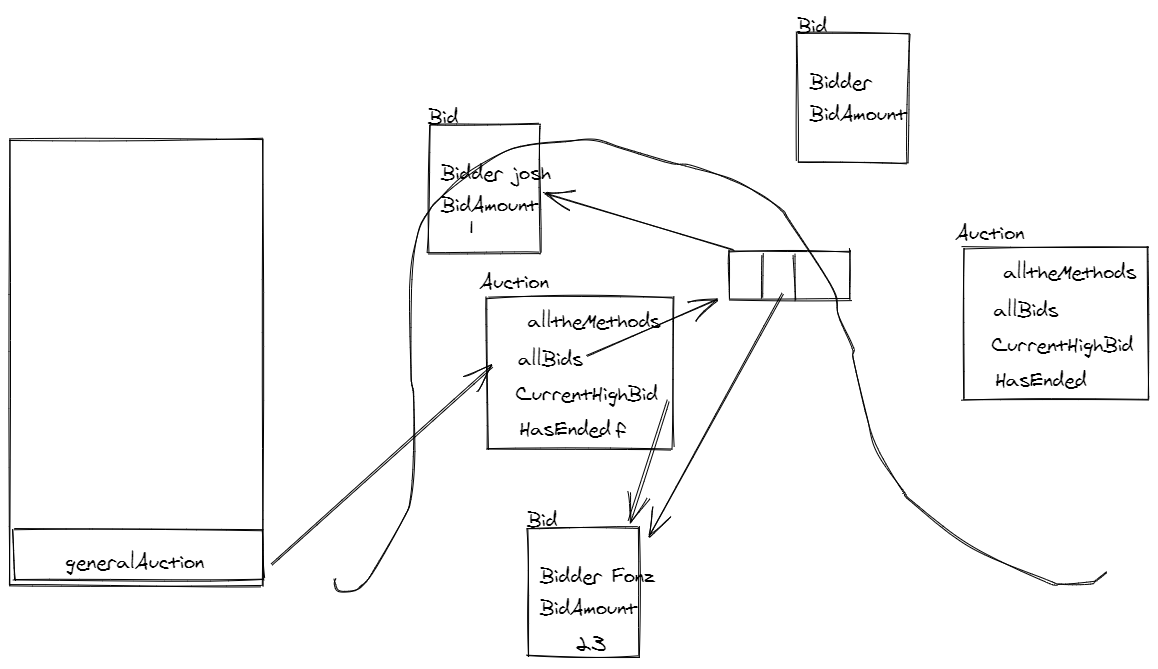 Bid
Bidder
BidAmount
Bid
Bidder josh
BidAmount
1
Auction
alltheMethods
allBids
CurrentHighBid
HasEnded
Auction
alltheMethods
allBids
CurrentHighBid
HasEnded f
generalAuction
Bid
Bidder Fonz
BidAmount
23